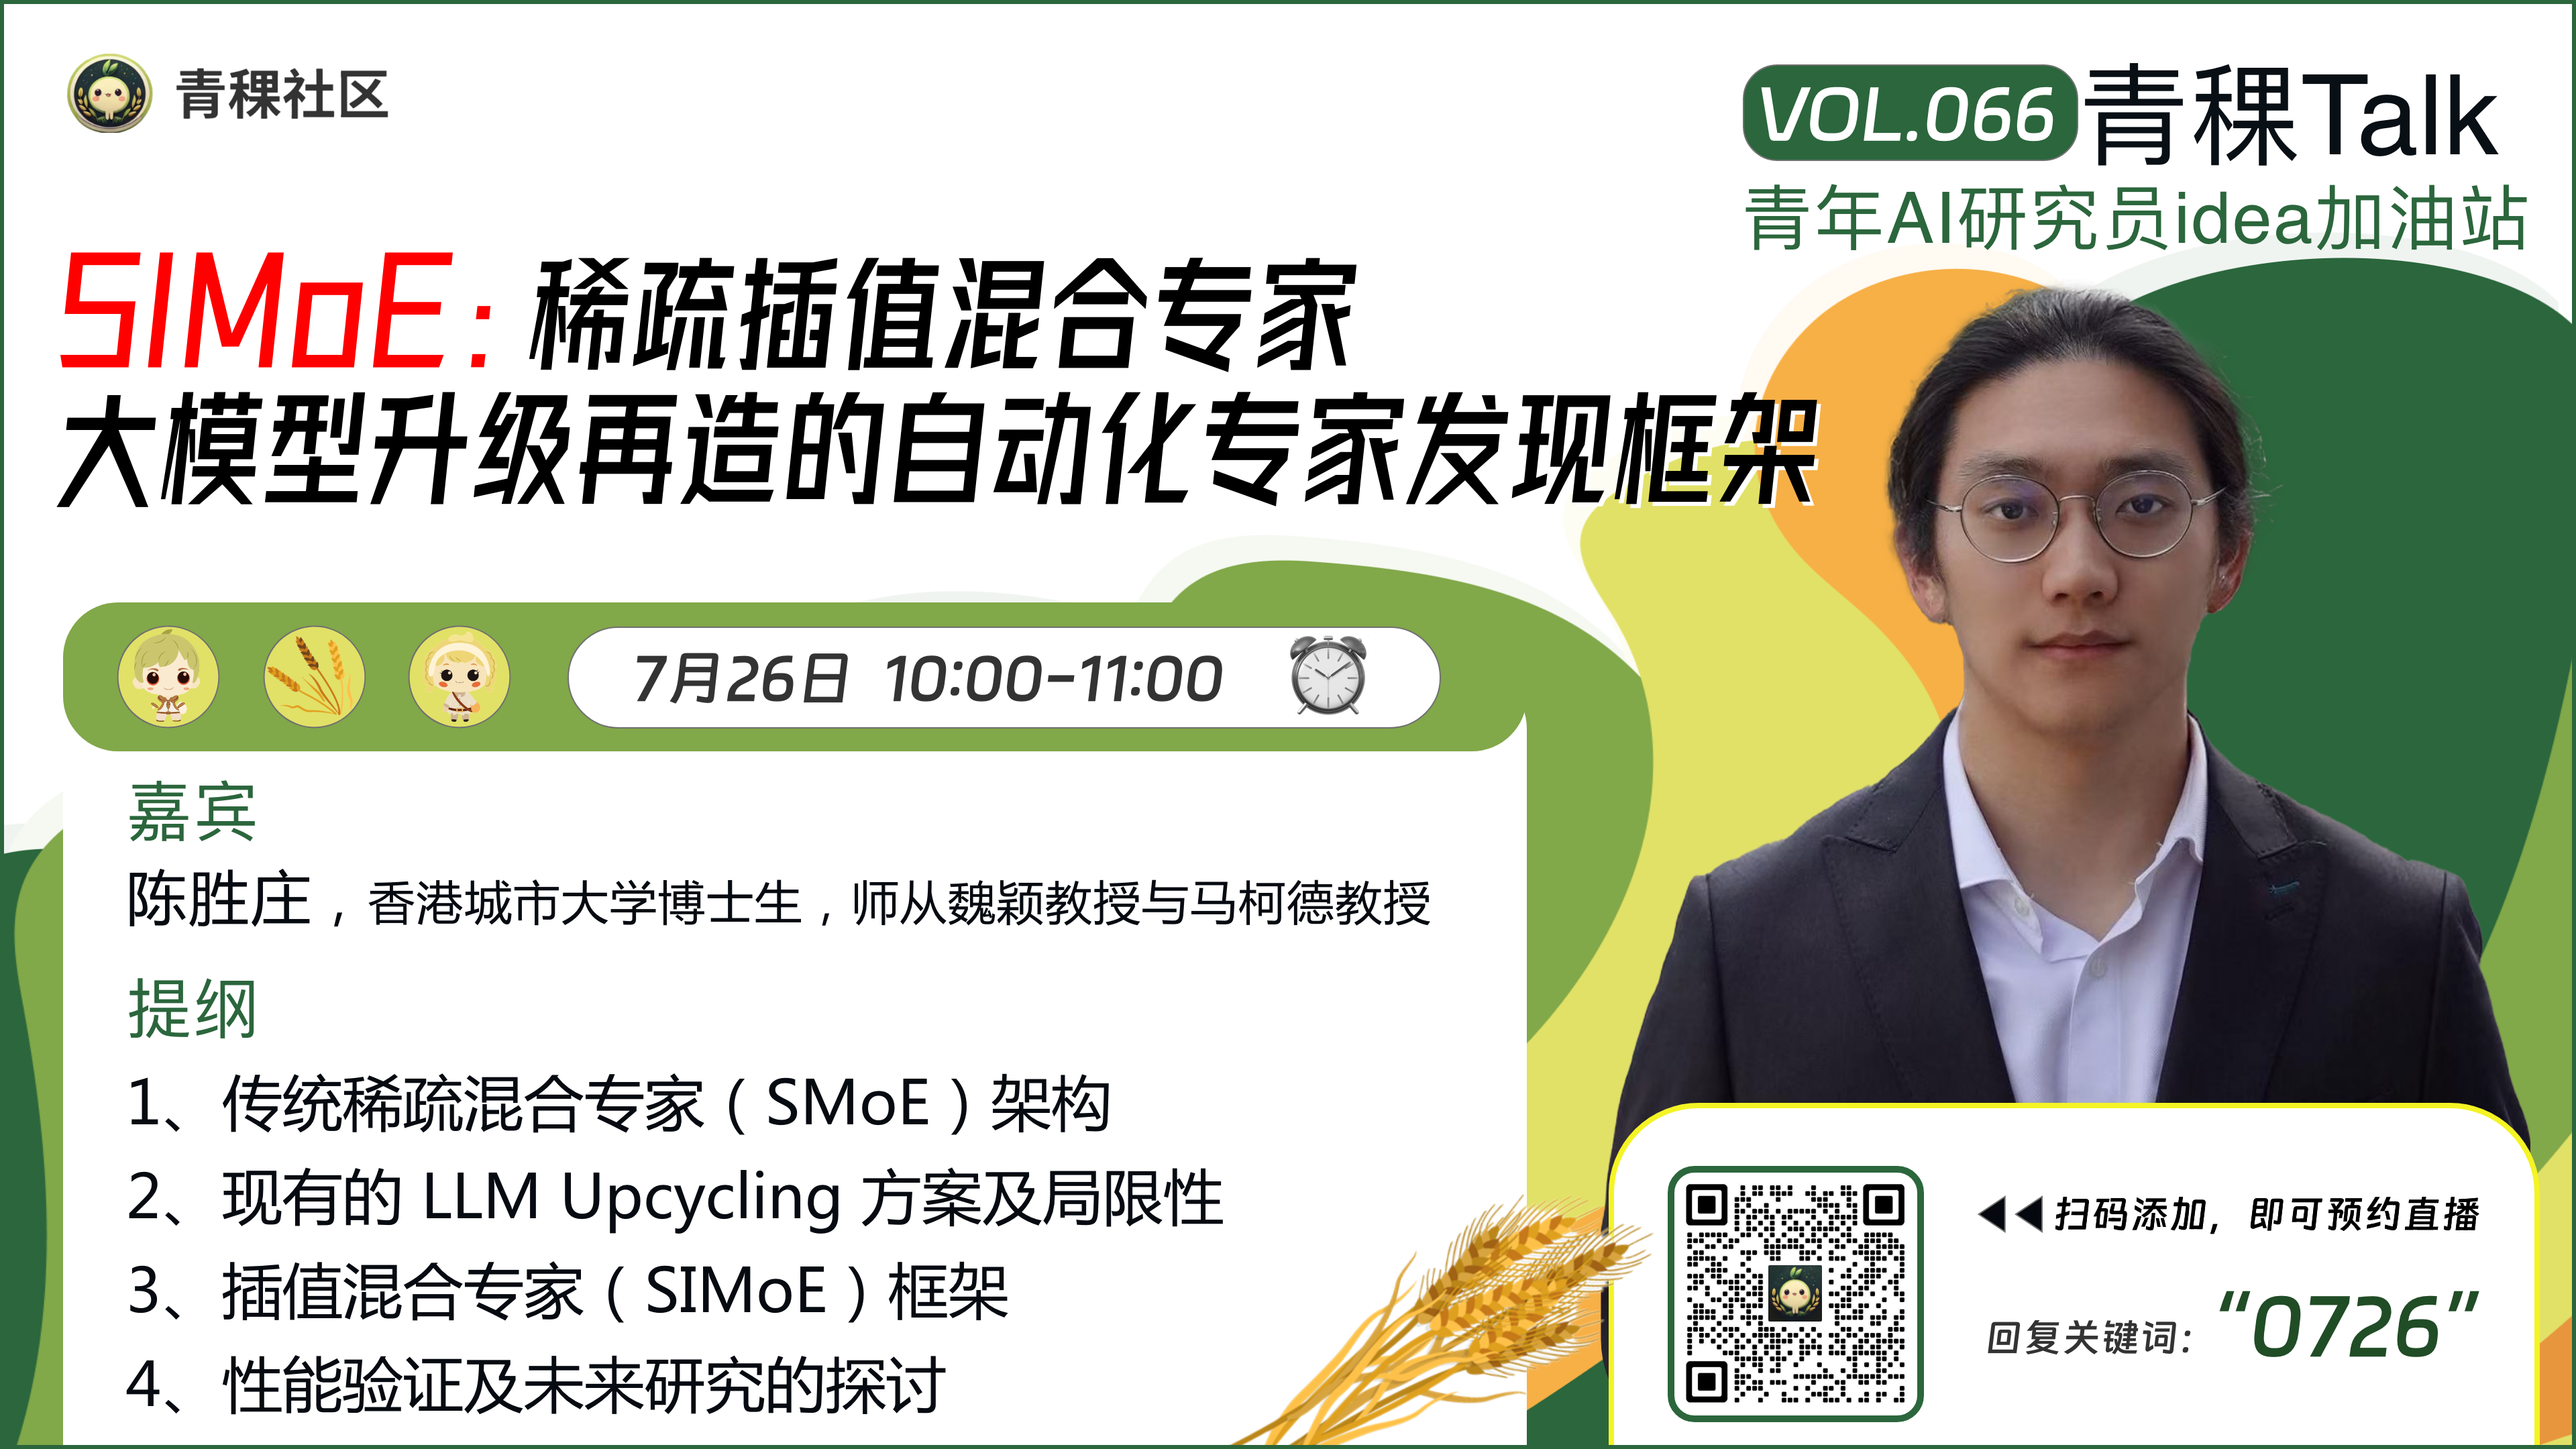 青稞社区
VOL.066 青稞Talk
青年AI研究员idea加油站
SIMoE：稀疏插值混合专家
大模型升级再造的自动化专家发现框架
7月26日 10:00-11:00
嘉宾
陈胜庄，香港城市大学博士生，师从魏颖教授与马柯德教授
提纲
1、传统稀疏混合专家（SMoE）架构
2、现有的 LLM Upcycling 方案及局限性
3、插值混合专家（SIMoE）框架
4、性能验证及未来研究的探讨
◀◀扫码添加，即可预约直播
回复关键词：“0726”